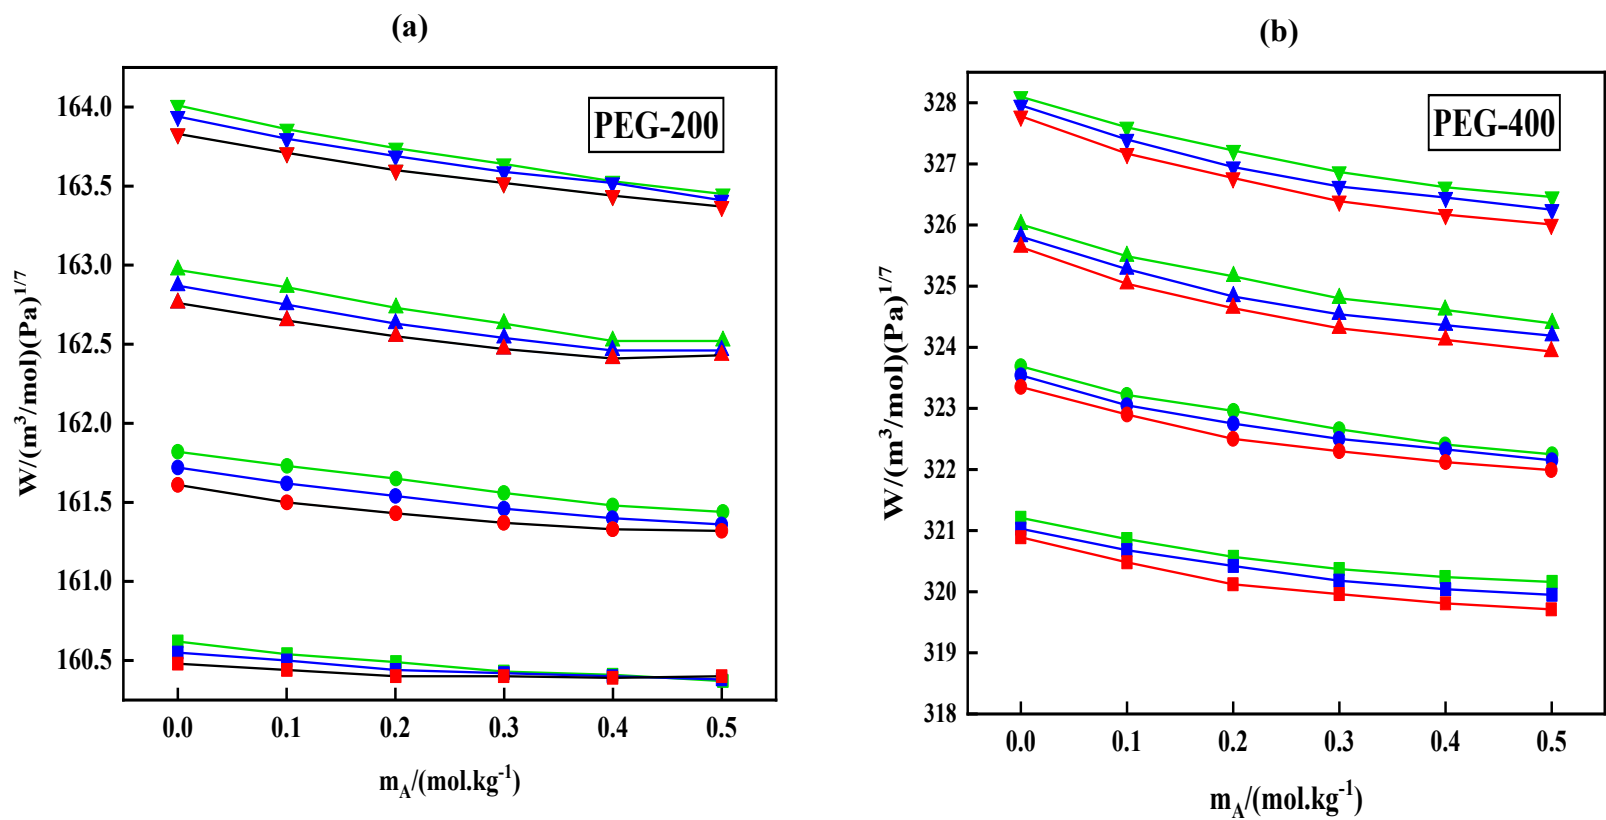 (a)
PEG-200
164.0
163.5
163.0
162.5
162.0
161.5
161.0
160.5
W/(m³/mol)(Pa)¹/⁷
0.0 0.1 0.2 0.3 0.4 0.5
m_A/(mol.kg⁻¹)
(b)
PEG-400
328
327
326
325
324
323
322
321
320
319
318
W/(m³/mol)(Pa)¹/⁷
0.0 0.1 0.2 0.3 0.4 0.5
m_A/(mol.kg⁻¹)